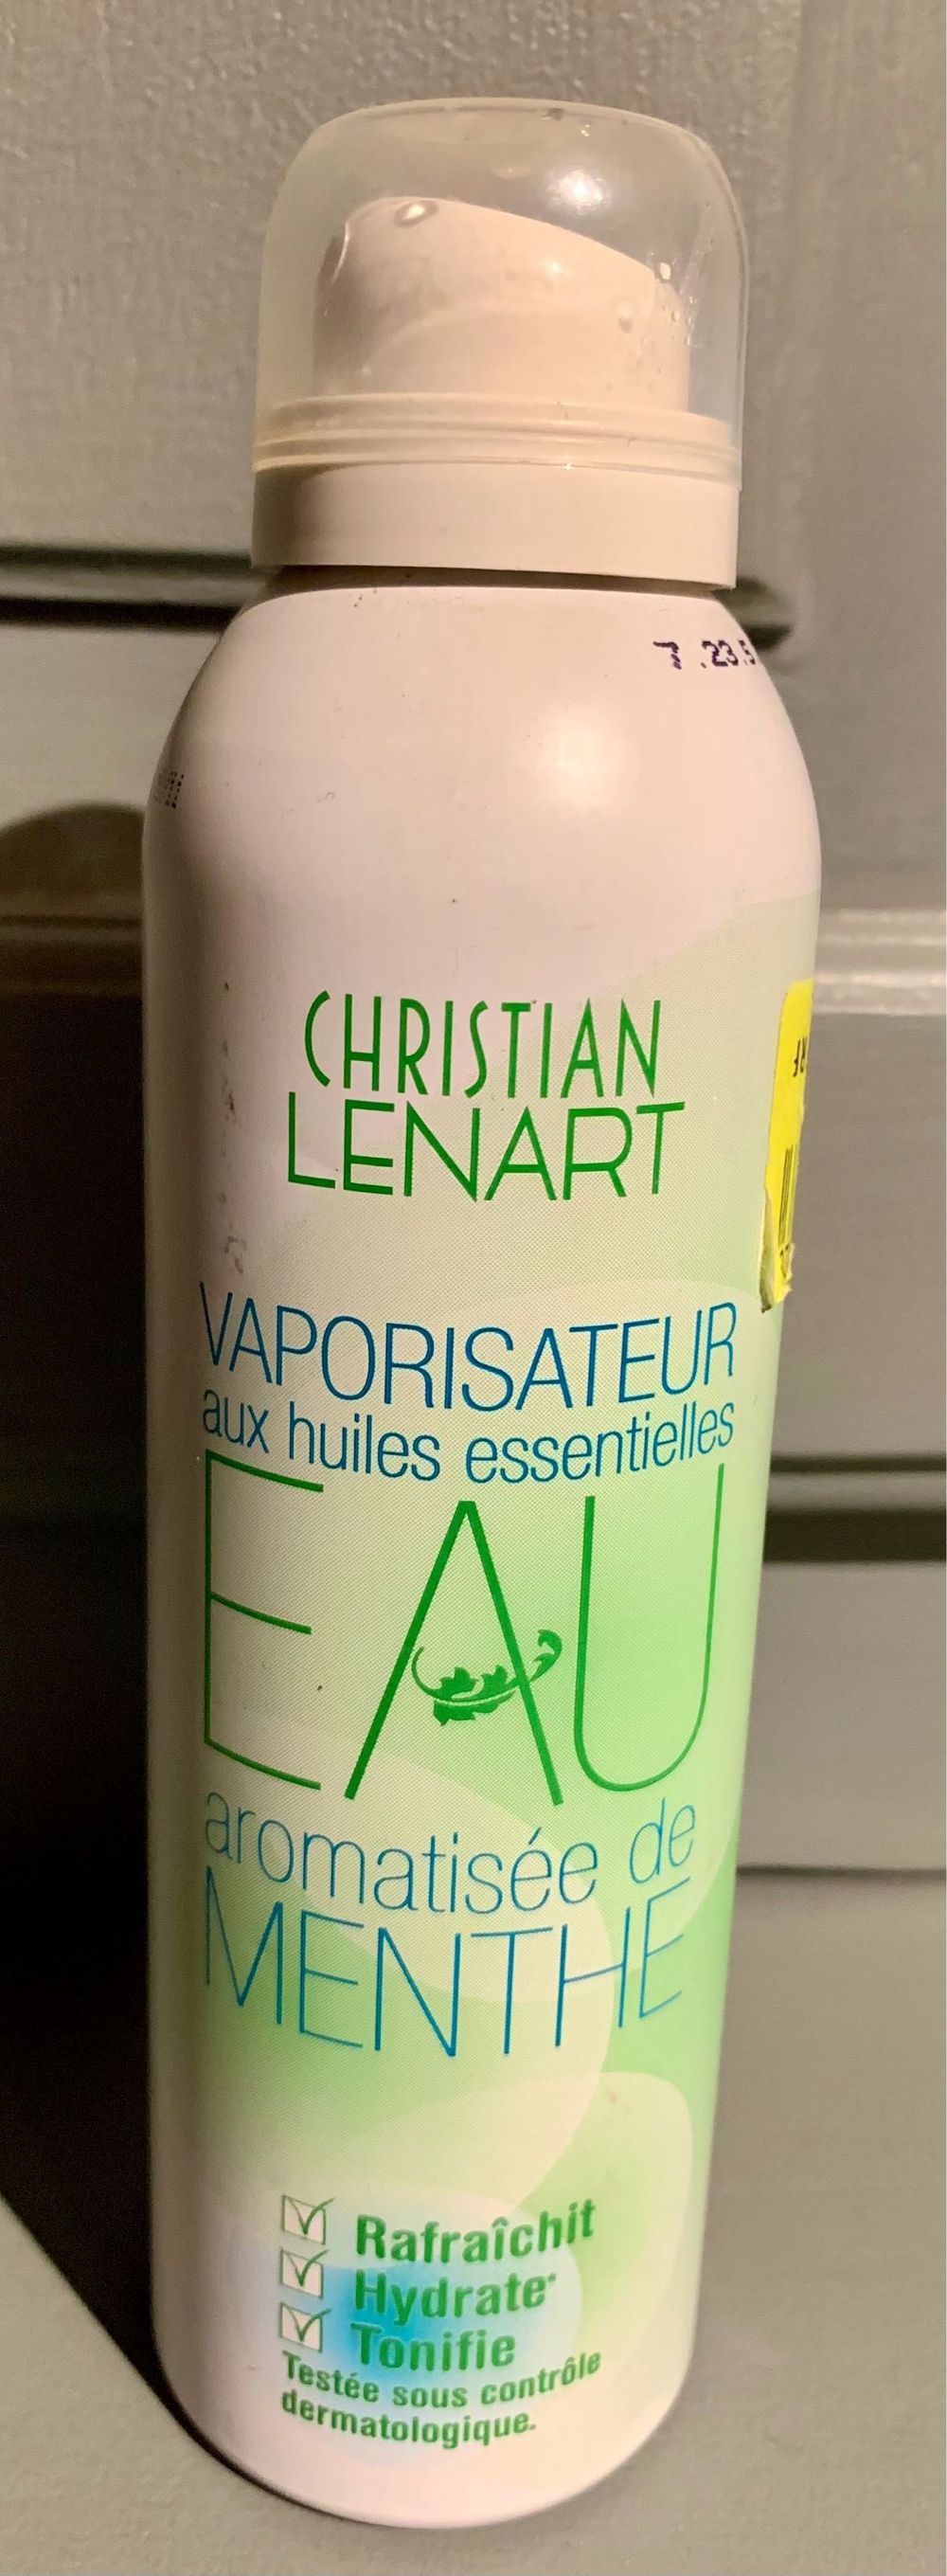 7 .23.5
CHRISTIAN
LENART
VAPORISATEUR
aux huiles essentielles
EAU
aromatisée de
MENTHE
Rafraîchit
Hydrate*
Tonifie
Testée sous contrôle
dermatologique.